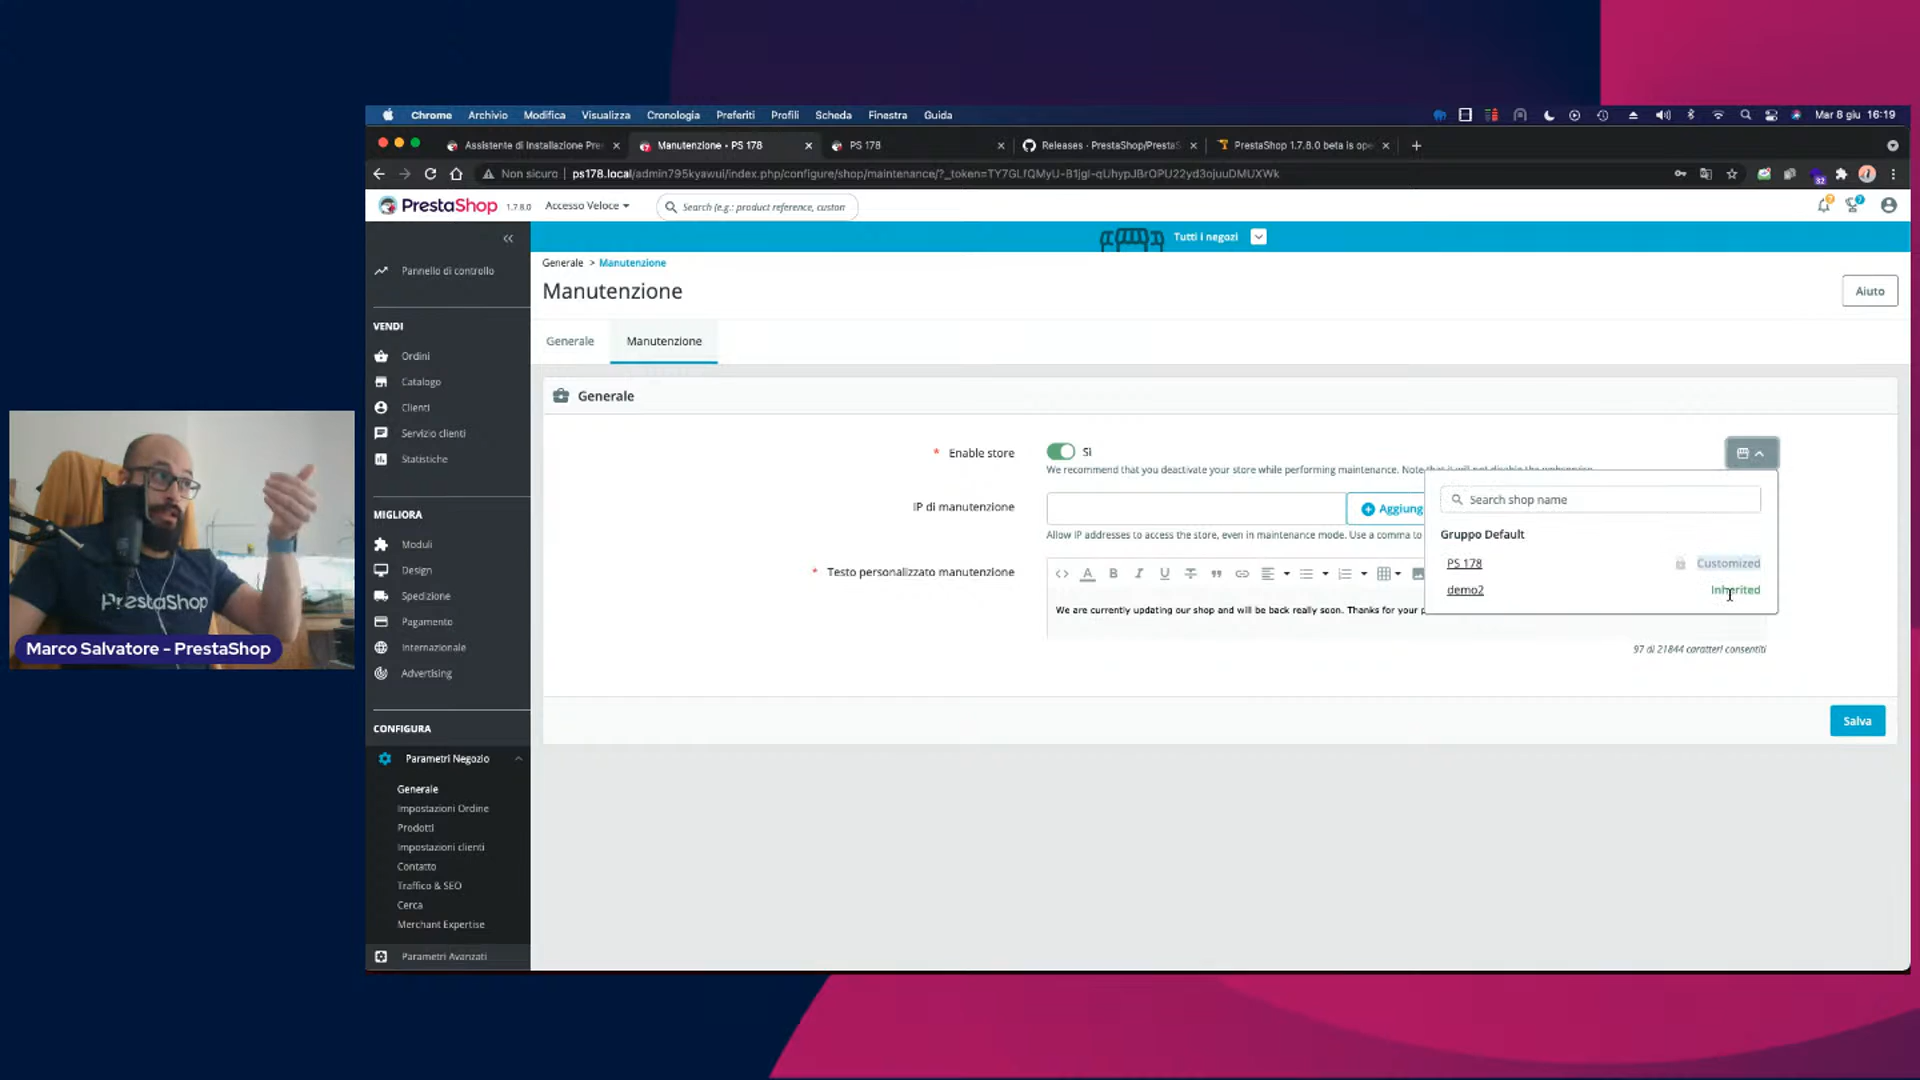 Chrome Archivio Modifica Visualizza Cronologia Preferiti Profili Scheda Finestra Guida Mar 8 giu 16:19
Assistente di Installazione Pre Manutenzione • PS 178 PS 178 Releases · PrestaShop/PrestaS PrestaShop 1.7.8.0 beta is ope
Non sicuro ps178.local/admin795kyawui/index.php/configure/shop/maintenance/
PrestaShop 1.7.8.0 Accesso Veloce Search (e.g.: product reference, custon
Tutti i negozi
Generale > Manutenzione
Manutenzione
Aiuto
Generale Manutenzione
Pannello di controllo
VENDI
Ordini
Catalogo
Clienti
Servizio clienti
Statistiche
MIGLIORA
Moduli
Design
Spedizione
Pagamento
Internazionale
Advertising
CONFIGURA
Parametri Negozio
Generale
Impostazioni Ordine
Prodotti
Impostazioni clienti
Contatto
Traffico & SEO
Cerca
Merchant Expertise
Parametri Avanzati
Generale
* Enable store Sì
We recommend that you deactivate your store while performing maintenance. Note that it will not disable the webservice.
IP di manutenzione
Aggiung
Allow IP addresses to access the store, even in maintenance mode. Use a comma to
* Testo personalizzato manutenzione
We are currently updating our shop and will be back really soon. Thanks for your p
97 di 21844 caratteri consentiti
Search shop name
Gruppo Default
PS 178 Customized
demo2 Inherited
Salva
PrestaShop
Marco Salvatore - PrestaShop